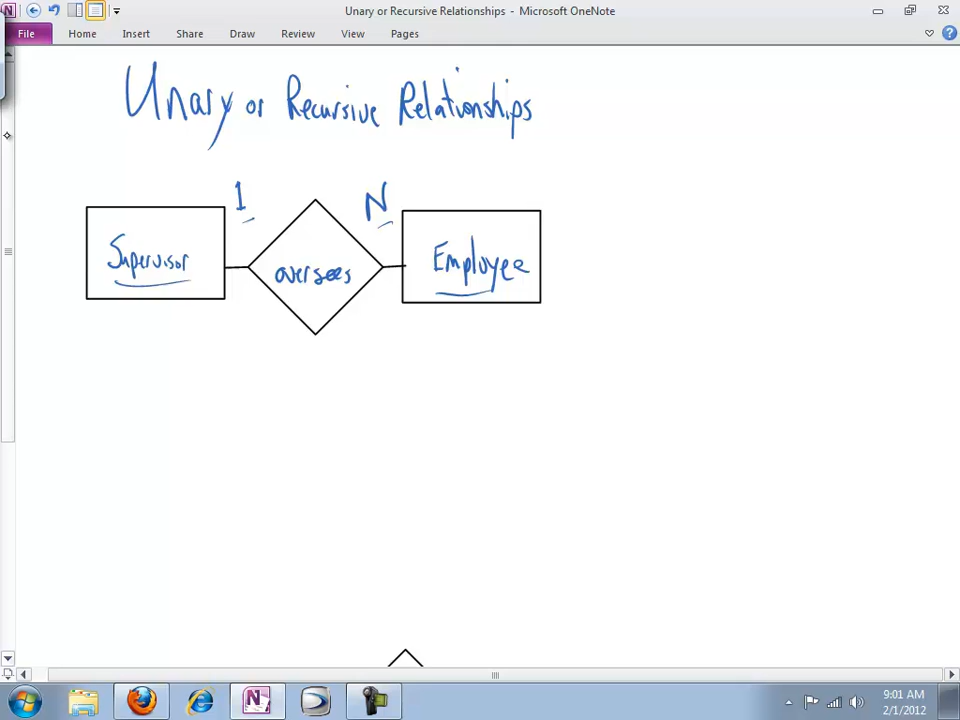 Unary or Recursive Relationships - Microsoft OneNote
File Home Insert Share Draw Review View Pages
Unary or Recursive Relationships
1 N
Supervisor oversees Employee
9:01 AM
2/1/2012